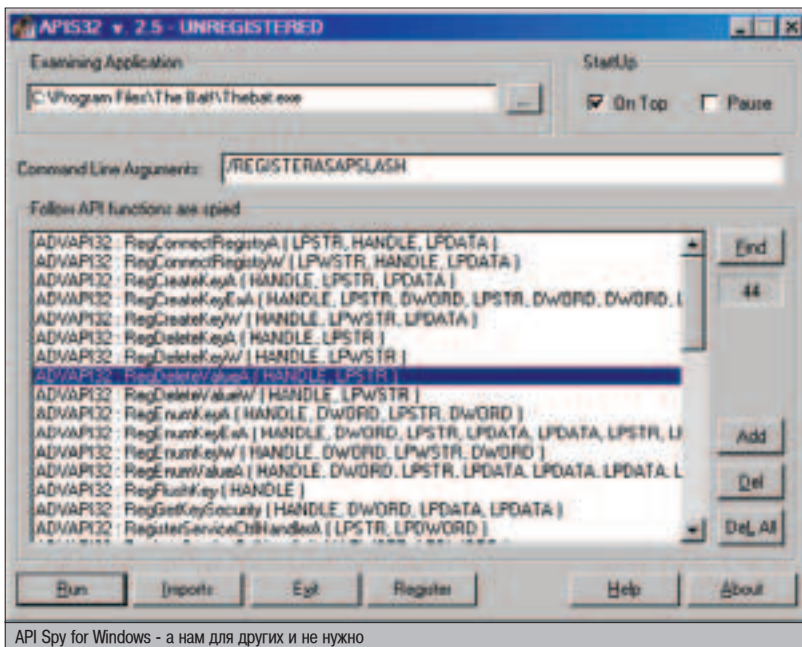 APIS32 v. 2.5 - UNREGISTERED
Examining Application
C:\Program Files\The Bat!\Thebat.exe
...
StartUp
On Top
Pause
Command Line Arguments:
/REGISTERASAPSLASH
Follow API functions are spied
ADVAPI32 : RegConnectRegistryA ( LPSTR, HANDLE, LPDATA )
ADVAPI32 : RegConnectRegistryW ( LPWSTR, HANDLE, LPDATA )
ADVAPI32 : RegCreateKeyA ( HANDLE, LPSTR, LPDATA )
ADVAPI32 : RegCreateKeyExA ( HANDLE, LPSTR, DWORD, LPSTR, DWORD, DWORD, L
ADVAPI32 : RegCreateKeyW ( HANDLE, LPWSTR, LPDATA )
ADVAPI32 : RegDeleteKeyA ( HANDLE, LPSTR )
ADVAPI32 : RegDeleteKeyW ( HANDLE, LPWSTR )
ADVAPI32 : RegDeleteValueA ( HANDLE, LPSTR )
ADVAPI32 : RegDeleteValueW ( HANDLE, LPWSTR )
ADVAPI32 : RegEnumKeyA ( HANDLE, DWORD, LPSTR, DWORD )
ADVAPI32 : RegEnumKeyExA ( HANDLE, DWORD, LPSTR, LPDATA, LPDATA, LPSTR, LI
ADVAPI32 : RegEnumKeyW ( HANDLE, DWORD, LPWSTR, DWORD )
ADVAPI32 : RegEnumValueA ( HANDLE, DWORD, LPSTR, LPDATA, LPDATA, LPDATA, L
ADVAPI32 : RegFlushKey ( HANDLE )
ADVAPI32 : RegGetKeySecurity ( HANDLE, DWORD, LPDATA, LPDATA )
ADVAPI32 : RegisterServiceCtrlHandlerA ( LPSTR, LPDWORD )
Find
44
Add
Del
Del All
Run
Imports
Exit
Register
Help
About
API Spy for Windows - а нам для других и не нужно